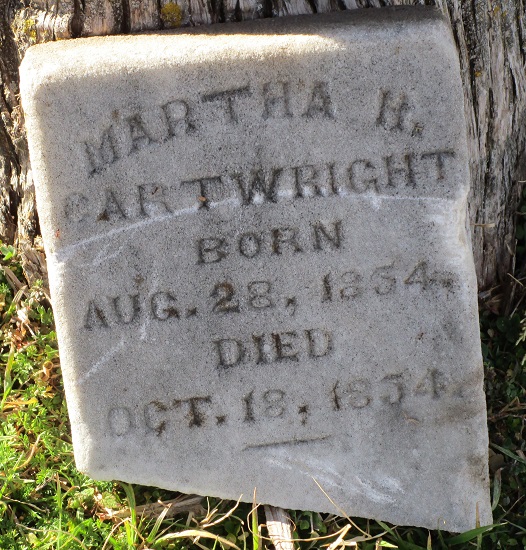 MARTHA H.
CARTWRIGHT
BORN
AUG. 28, 1854.
DIED
OCT. 18, 1854.